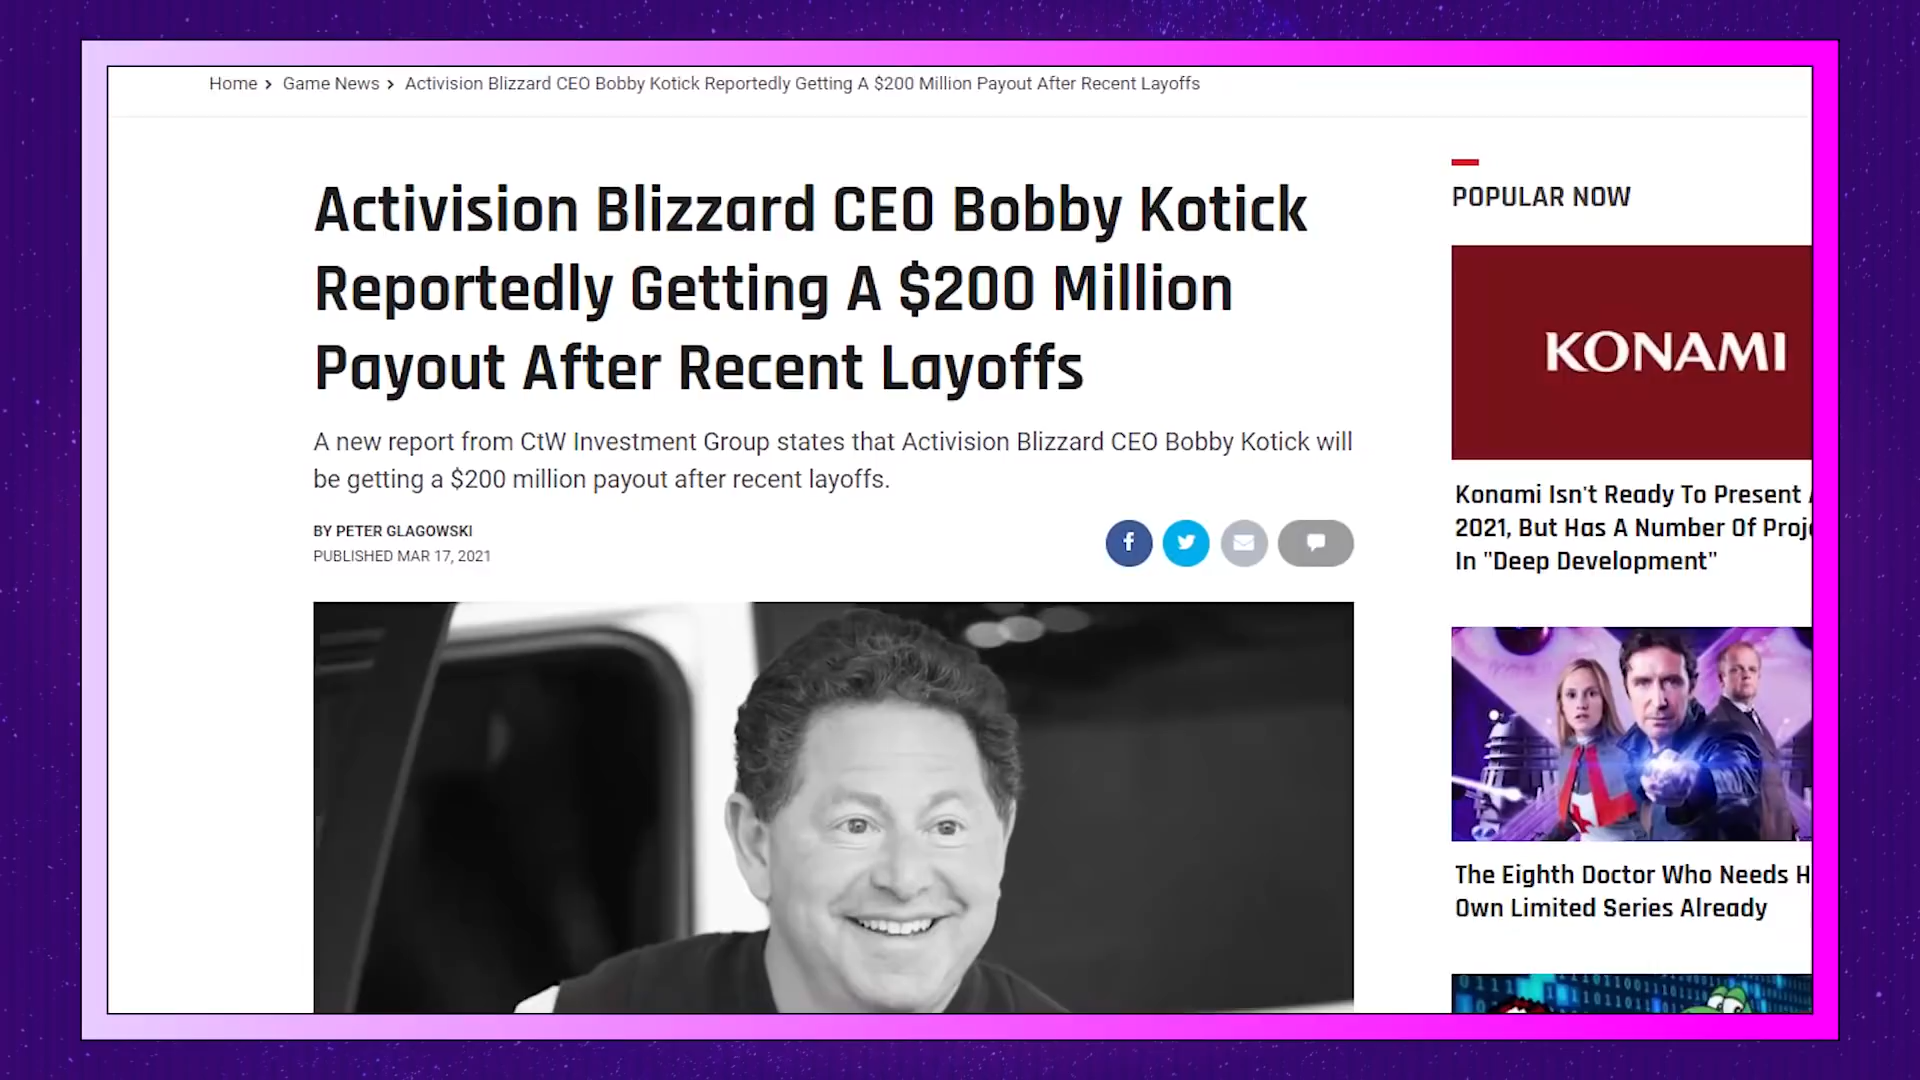 Home > Game News > Activision Blizzard CEO Bobby Kotick Reportedly Getting A $200 Million Payout After Recent Layoffs
Activision Blizzard CEO Bobby Kotick
Reportedly Getting A $200 Million
Payout After Recent Layoffs
A new report from CtW Investment Group states that Activision Blizzard CEO Bobby Kotick will
be getting a $200 million payout after recent layoffs.
BY PETER GLAGOWSKI
PUBLISHED MAR 17, 2021
POPULAR NOW
KONAMI
Konami Isn't Ready To Present
2021, But Has A Number Of
In "Deep Development"
The Eighth Doctor Who Needs
Own Limited Series Already